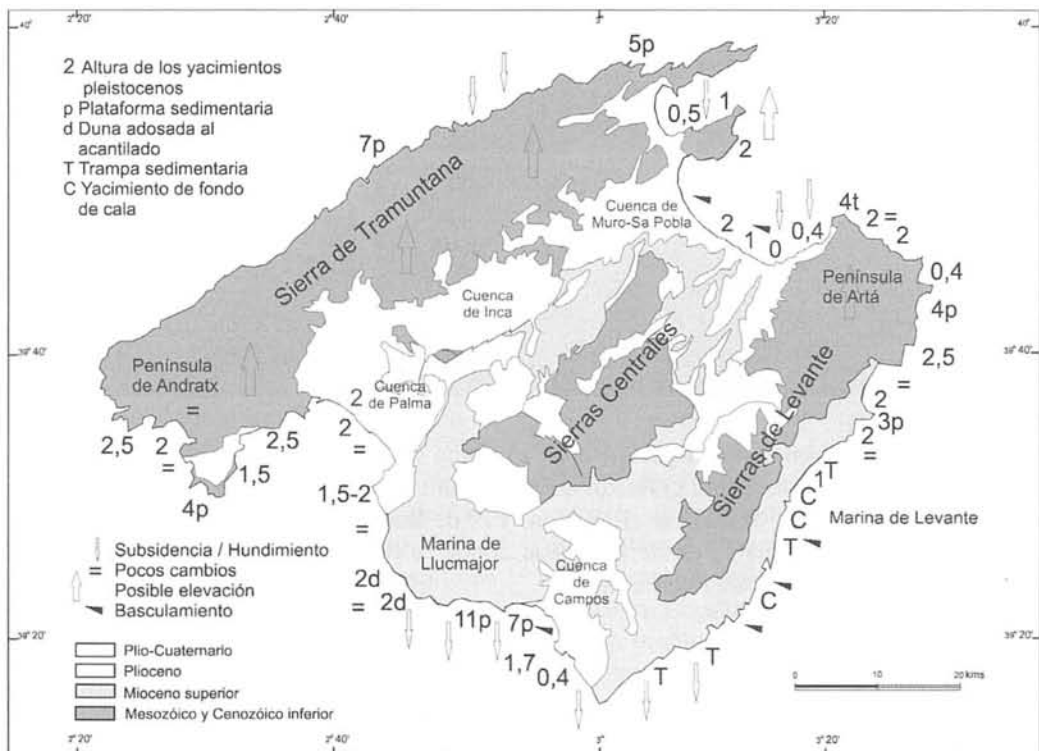 2° 20'
2° 40'
3°
3° 20'
40°
40°
2 Altura de los yacimientos
pleistocenos
p Plataforma sedimentaria
d Duna adosada al
acantilado
T Trampa sedimentaria
C Yacimiento de fondo
de cala
5p
7p
0,5
1
2
Sierra de Tramuntana
Cuenca de
Muro-Sa Pobla
2
1
0
0,4
4t
2
=
2
0,4
4p
2,5
=
Península
de Artá
Cuenca
de Inca
39° 40'
39° 40'
Península
de Andratx
=
Cuenca
de Palma
Sierras Centrales
Sierras de Levante
2
2
=
2,5
2
=
2,5
1,5
4p
1,5-2
=
2
3p
2
=
T
1
C
C
T
C
Marina de Levante
Marina de
Llucmajor
Cuenca
de
Campos
2d
=
2d
11p
7p
1,7
0,4
T
T
Subsidencia / Hundimiento
= Pocos cambios
Posible elevación
Basculamiento
39° 20'
39° 20'
Plio-Cuaternario
Plioceno
Mioceno superior
Mesozóico y Cenozóico inferior
0
10
20 kms
2° 20'
2° 40'
3°
3° 20'